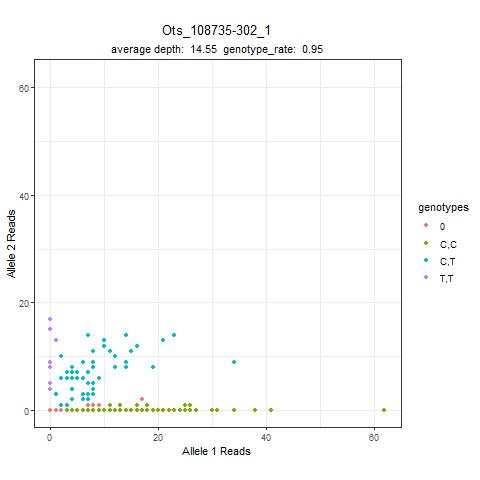 Ots_108735-302_1
average depth: 14.55 genotype_rate: 0.95
60
40
20
0
Allele 2 Reads
0 20 40 60
Allele 1 Reads
genotypes
0
C,C
C,T
T,T